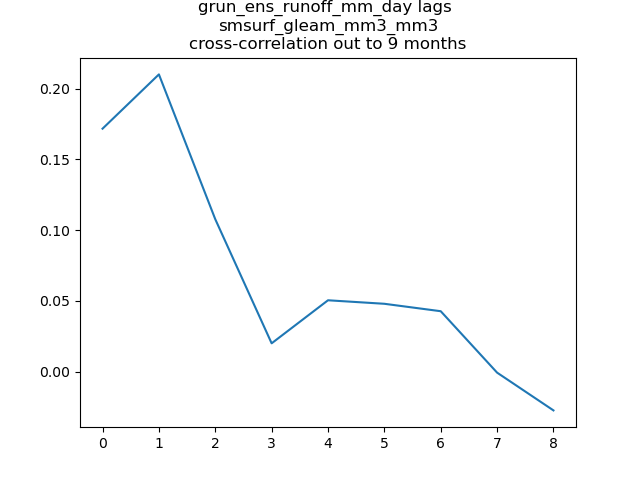 grun_ens_runoff_mm_day lags
smsurf_gleam_mm3_mm3
cross-correlation out to 9 months
0.20
0.15
0.10
0.05
0.00
0 1 2 3 4 5 6 7 8